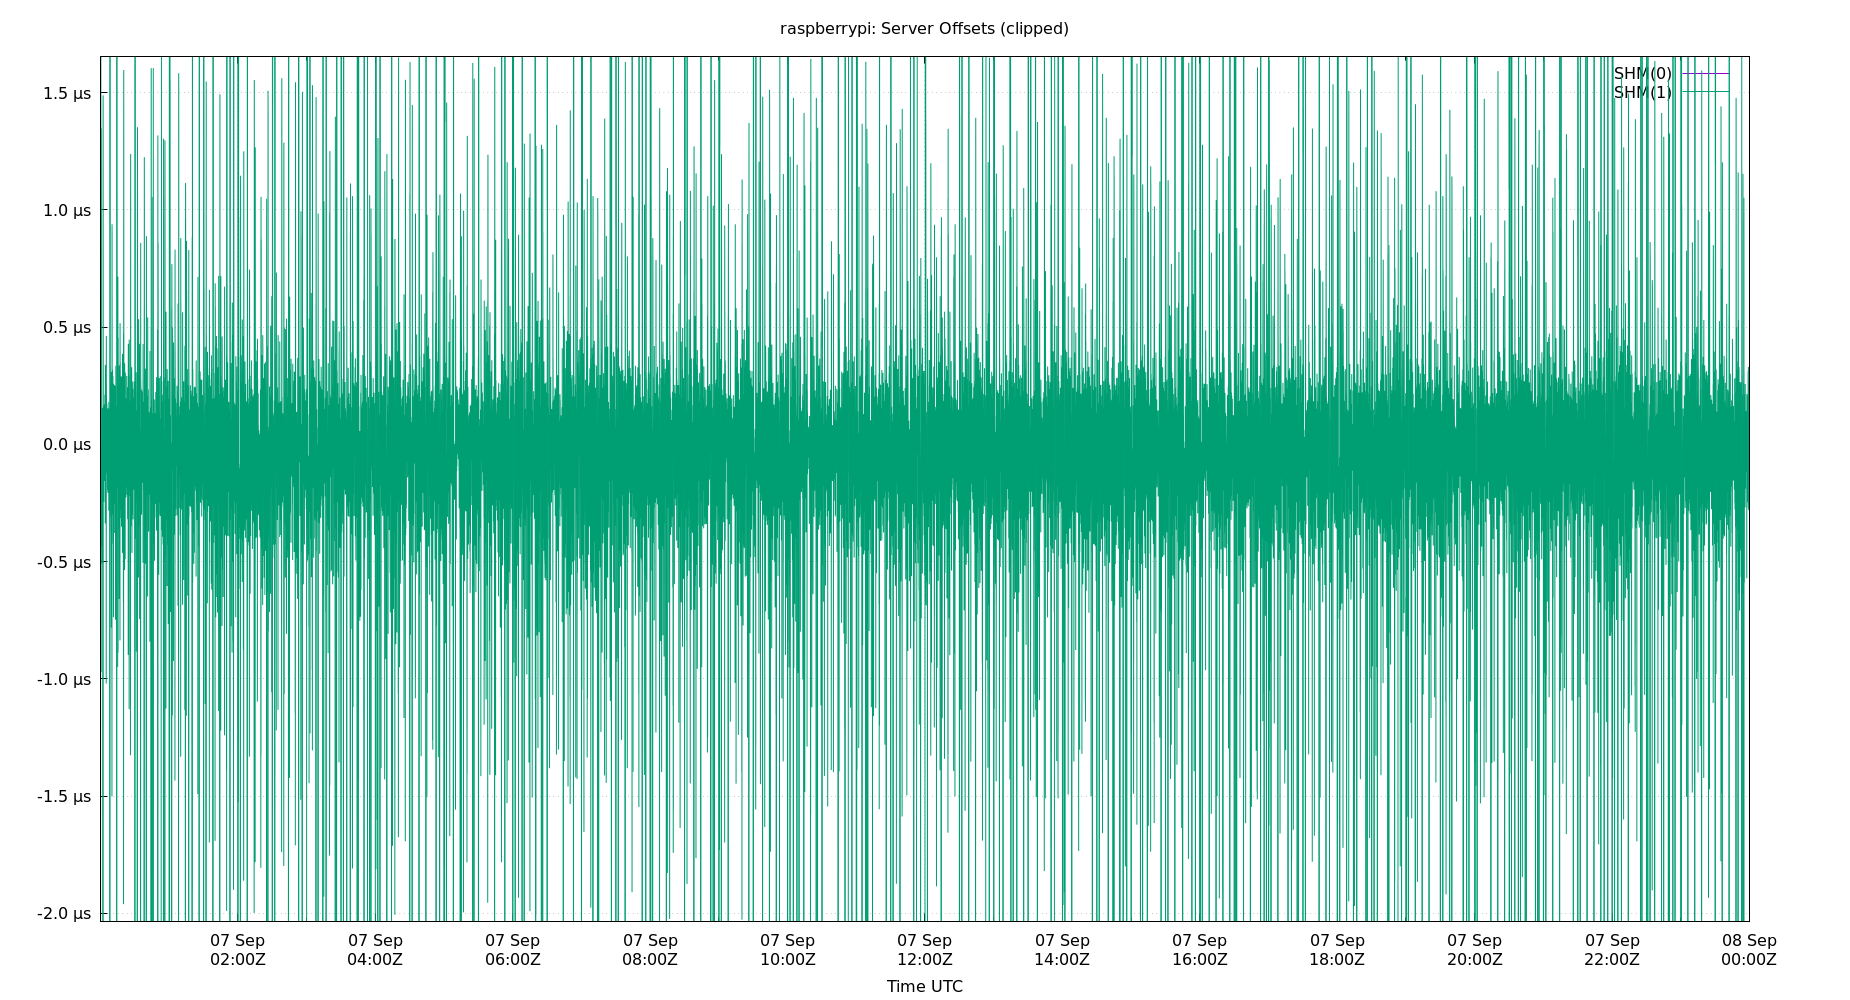 raspberrypi: Server Offsets (clipped)
SHM(0)
SHM(1)
1.5 µs
1.0 µs
0.5 µs
0.0 µs
-0.5 µs
-1.0 µs
-1.5 µs
-2.0 µs
07 Sep 07 Sep 07 Sep 07 Sep 07 Sep 07 Sep 07 Sep 07 Sep 07 Sep 07 Sep 07 Sep 08 Sep
02:00Z 04:00Z 06:00Z 08:00Z 10:00Z 12:00Z 14:00Z 16:00Z 18:00Z 20:00Z 22:00Z 00:00Z
Time UTC